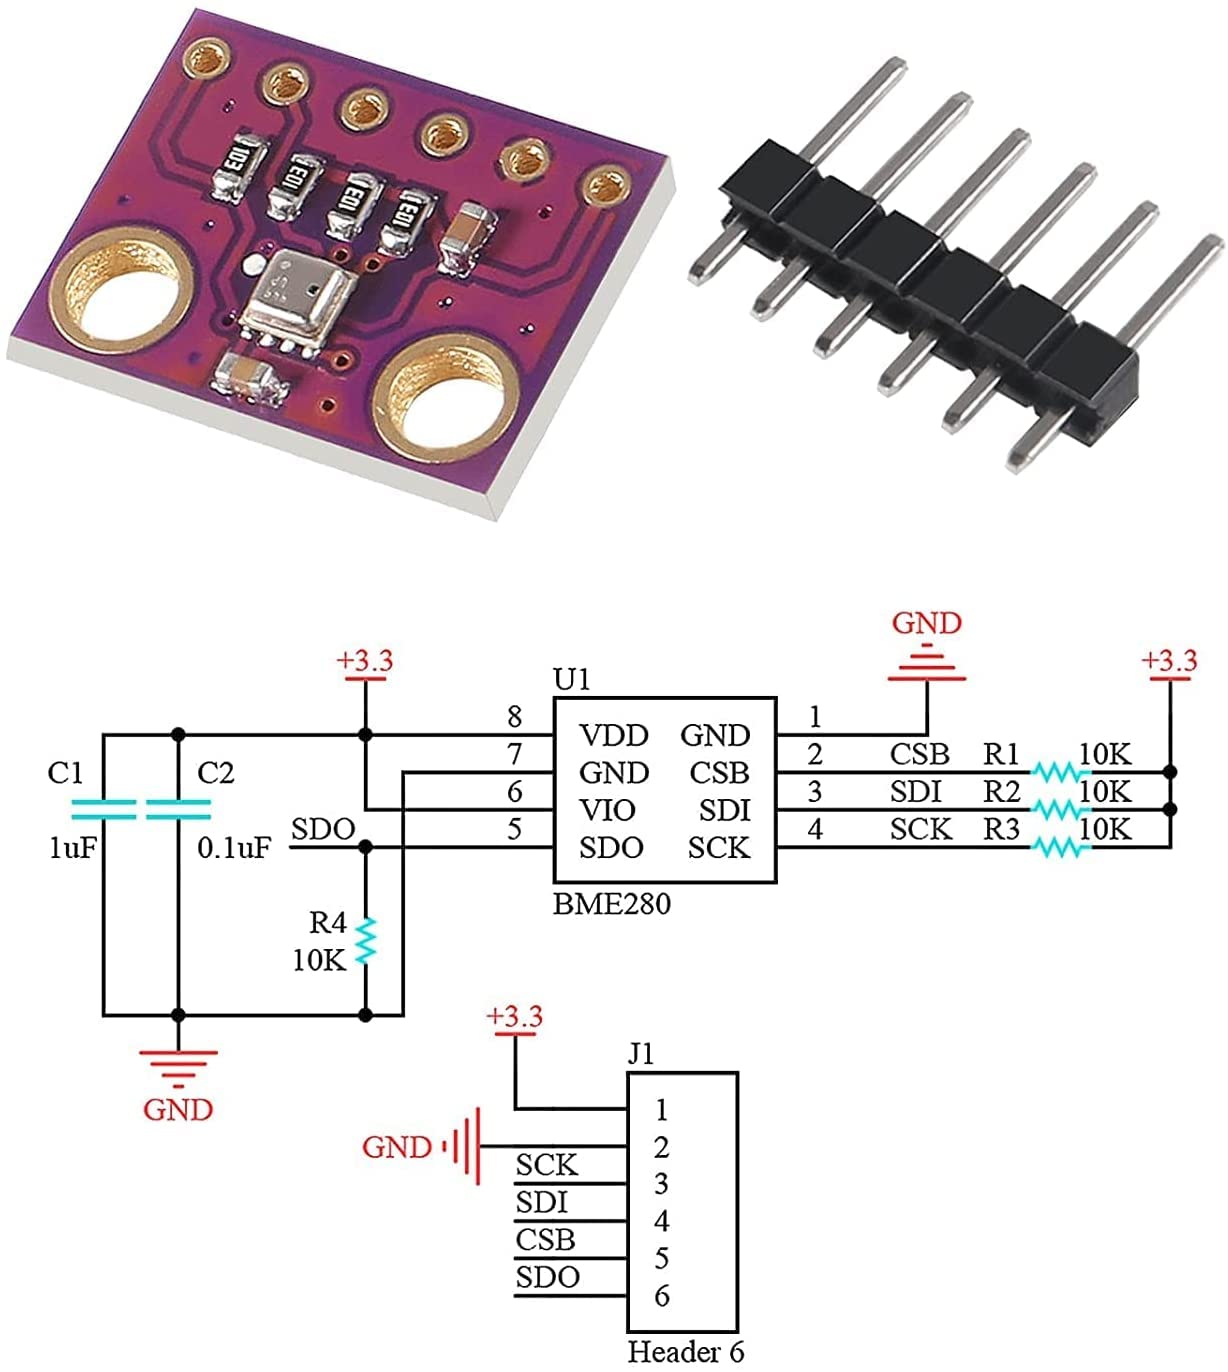 103
103
103
103
GND
+3.3
+3.3
U1
8 VDD GND 1
7 GND CSB 2 CSB R1 10K
6 VIO SDI 3 SDI R2 10K
5 SDO SCK 4 SCK R3 10K
C1 C2
1uF 0.1uF
SDO
BME280
R4
10K
GND
+3.3
J1
1
GND 2
SCK 3
SDI 4
CSB 5
SDO 6
Header 6